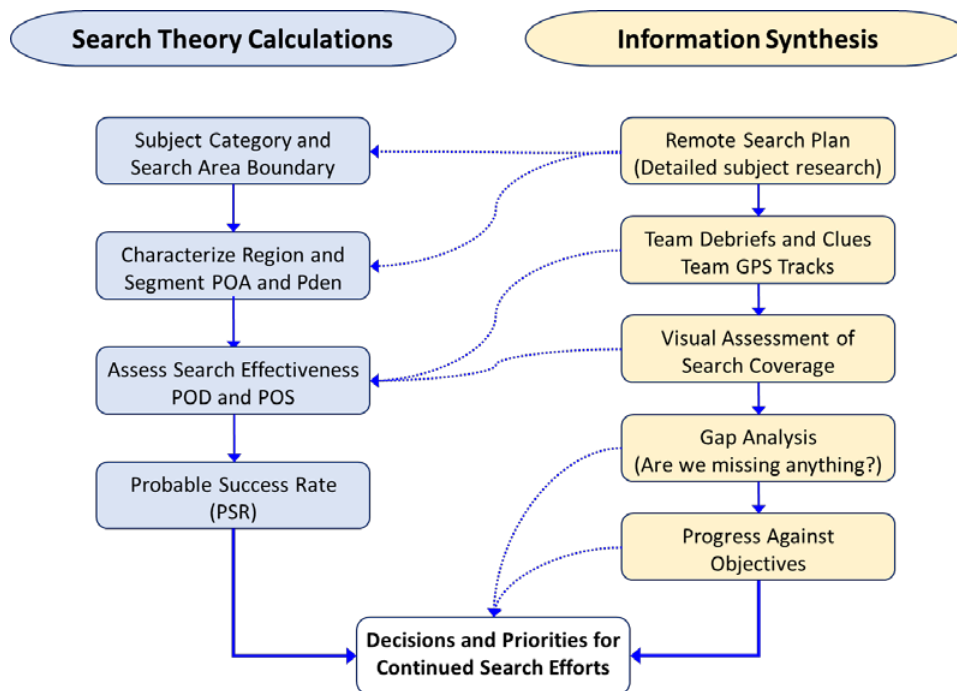 Search Theory Calculations
Information Synthesis
Subject Category and
Search Area Boundary
Remote Search Plan
(Detailed subject research)
Characterize Region and
Segment POA and Pden
Team Debriefs and Clues
Team GPS Tracks
Assess Search Effectiveness
POD and POS
Visual Assessment of
Search Coverage
Probable Success Rate
(PSR)
Gap Analysis
(Are we missing anything?)
Progress Against
Objectives
Decisions and Priorities for
Continued Search Efforts